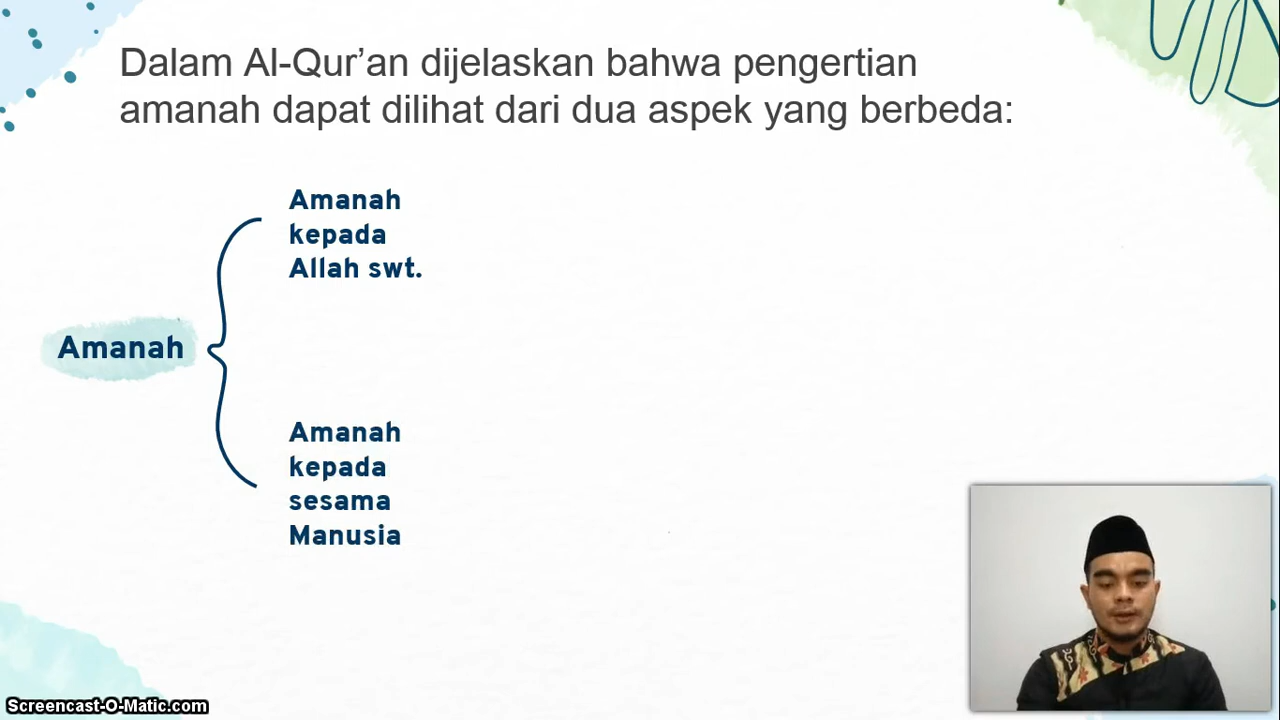 Dalam Al-Qur’an dijelaskan bahwa pengertian
amanah dapat dilihat dari dua aspek yang berbeda:
Amanah
kepada
Allah swt.
Amanah
Amanah
kepada
sesama
Manusia
Screencast-O-Matic.com